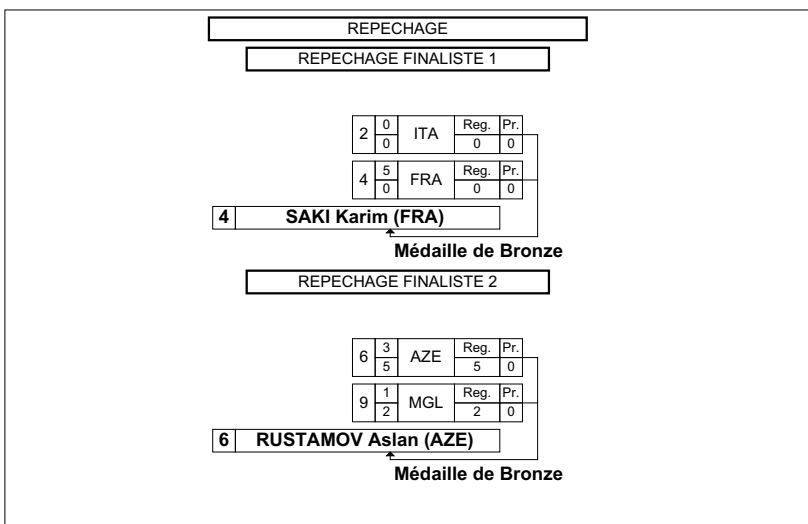 REPECHAGE
REPECHAGE FINALISTE 1
2 0 ITA Reg. Pr.
0 0 0
4 5 FRA Reg. Pr.
0 0 0
4 SAKI Karim (FRA)
Médaille de Bronze
REPECHAGE FINALISTE 2
6 3 AZE Reg. Pr.
5 5 0
9 1 MGL Reg. Pr.
2 2 0
6 RUSTAMOV Aslan (AZE)
Médaille de Bronze